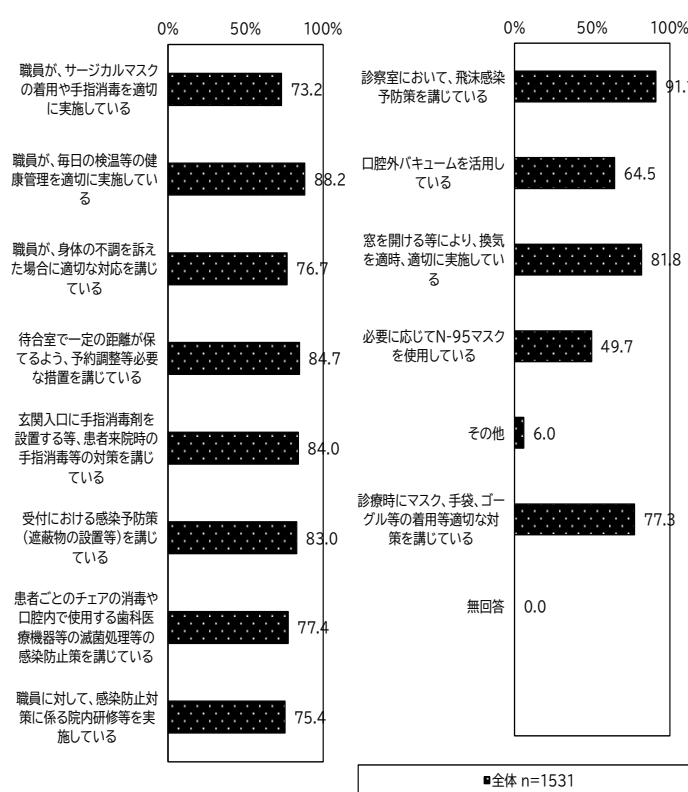 0% 50% 100%
職員が、サージカルマスク
の着用や手指消毒を適切
に実施している
73.2
職員が、毎日の検温等の健
康管理を適切に実施してい
る
88.2
職員が、身体の不調を訴え
た場合に適切な対応を講じ
ている
76.7
待合室で一定の距離が保
てるよう、予約調整等必要
な措置を講じている
84.7
玄関入口に手指消毒剤を
設置する等、患者来院時の
手指消毒等の対策を講じ
ている
84.0
受付における感染予防策
（遮蔽物の設置等）を講じ
ている
83.0
患者ごとのチェアの消毒や
口腔内で使用する歯科医
療機器等の滅菌処理等の
感染防止策を講じている
77.4
職員に対して、感染防止対
策に係る院内研修等を実
施している
75.4
0% 50% 100%
診察室において、飛沫感染
予防策を講じている
91.
口腔外バキュームを活用し
ている
64.5
窓を開ける等により、換気
を適時、適切に実施してい
る
81.8
必要に応じてN-95マスク
を使用している
49.7
その他
6.0
診療時にマスク、手袋、ゴー
グル等の着用等適切な対
策を講じている
77.3
無回答
0.0
全体 n=1531